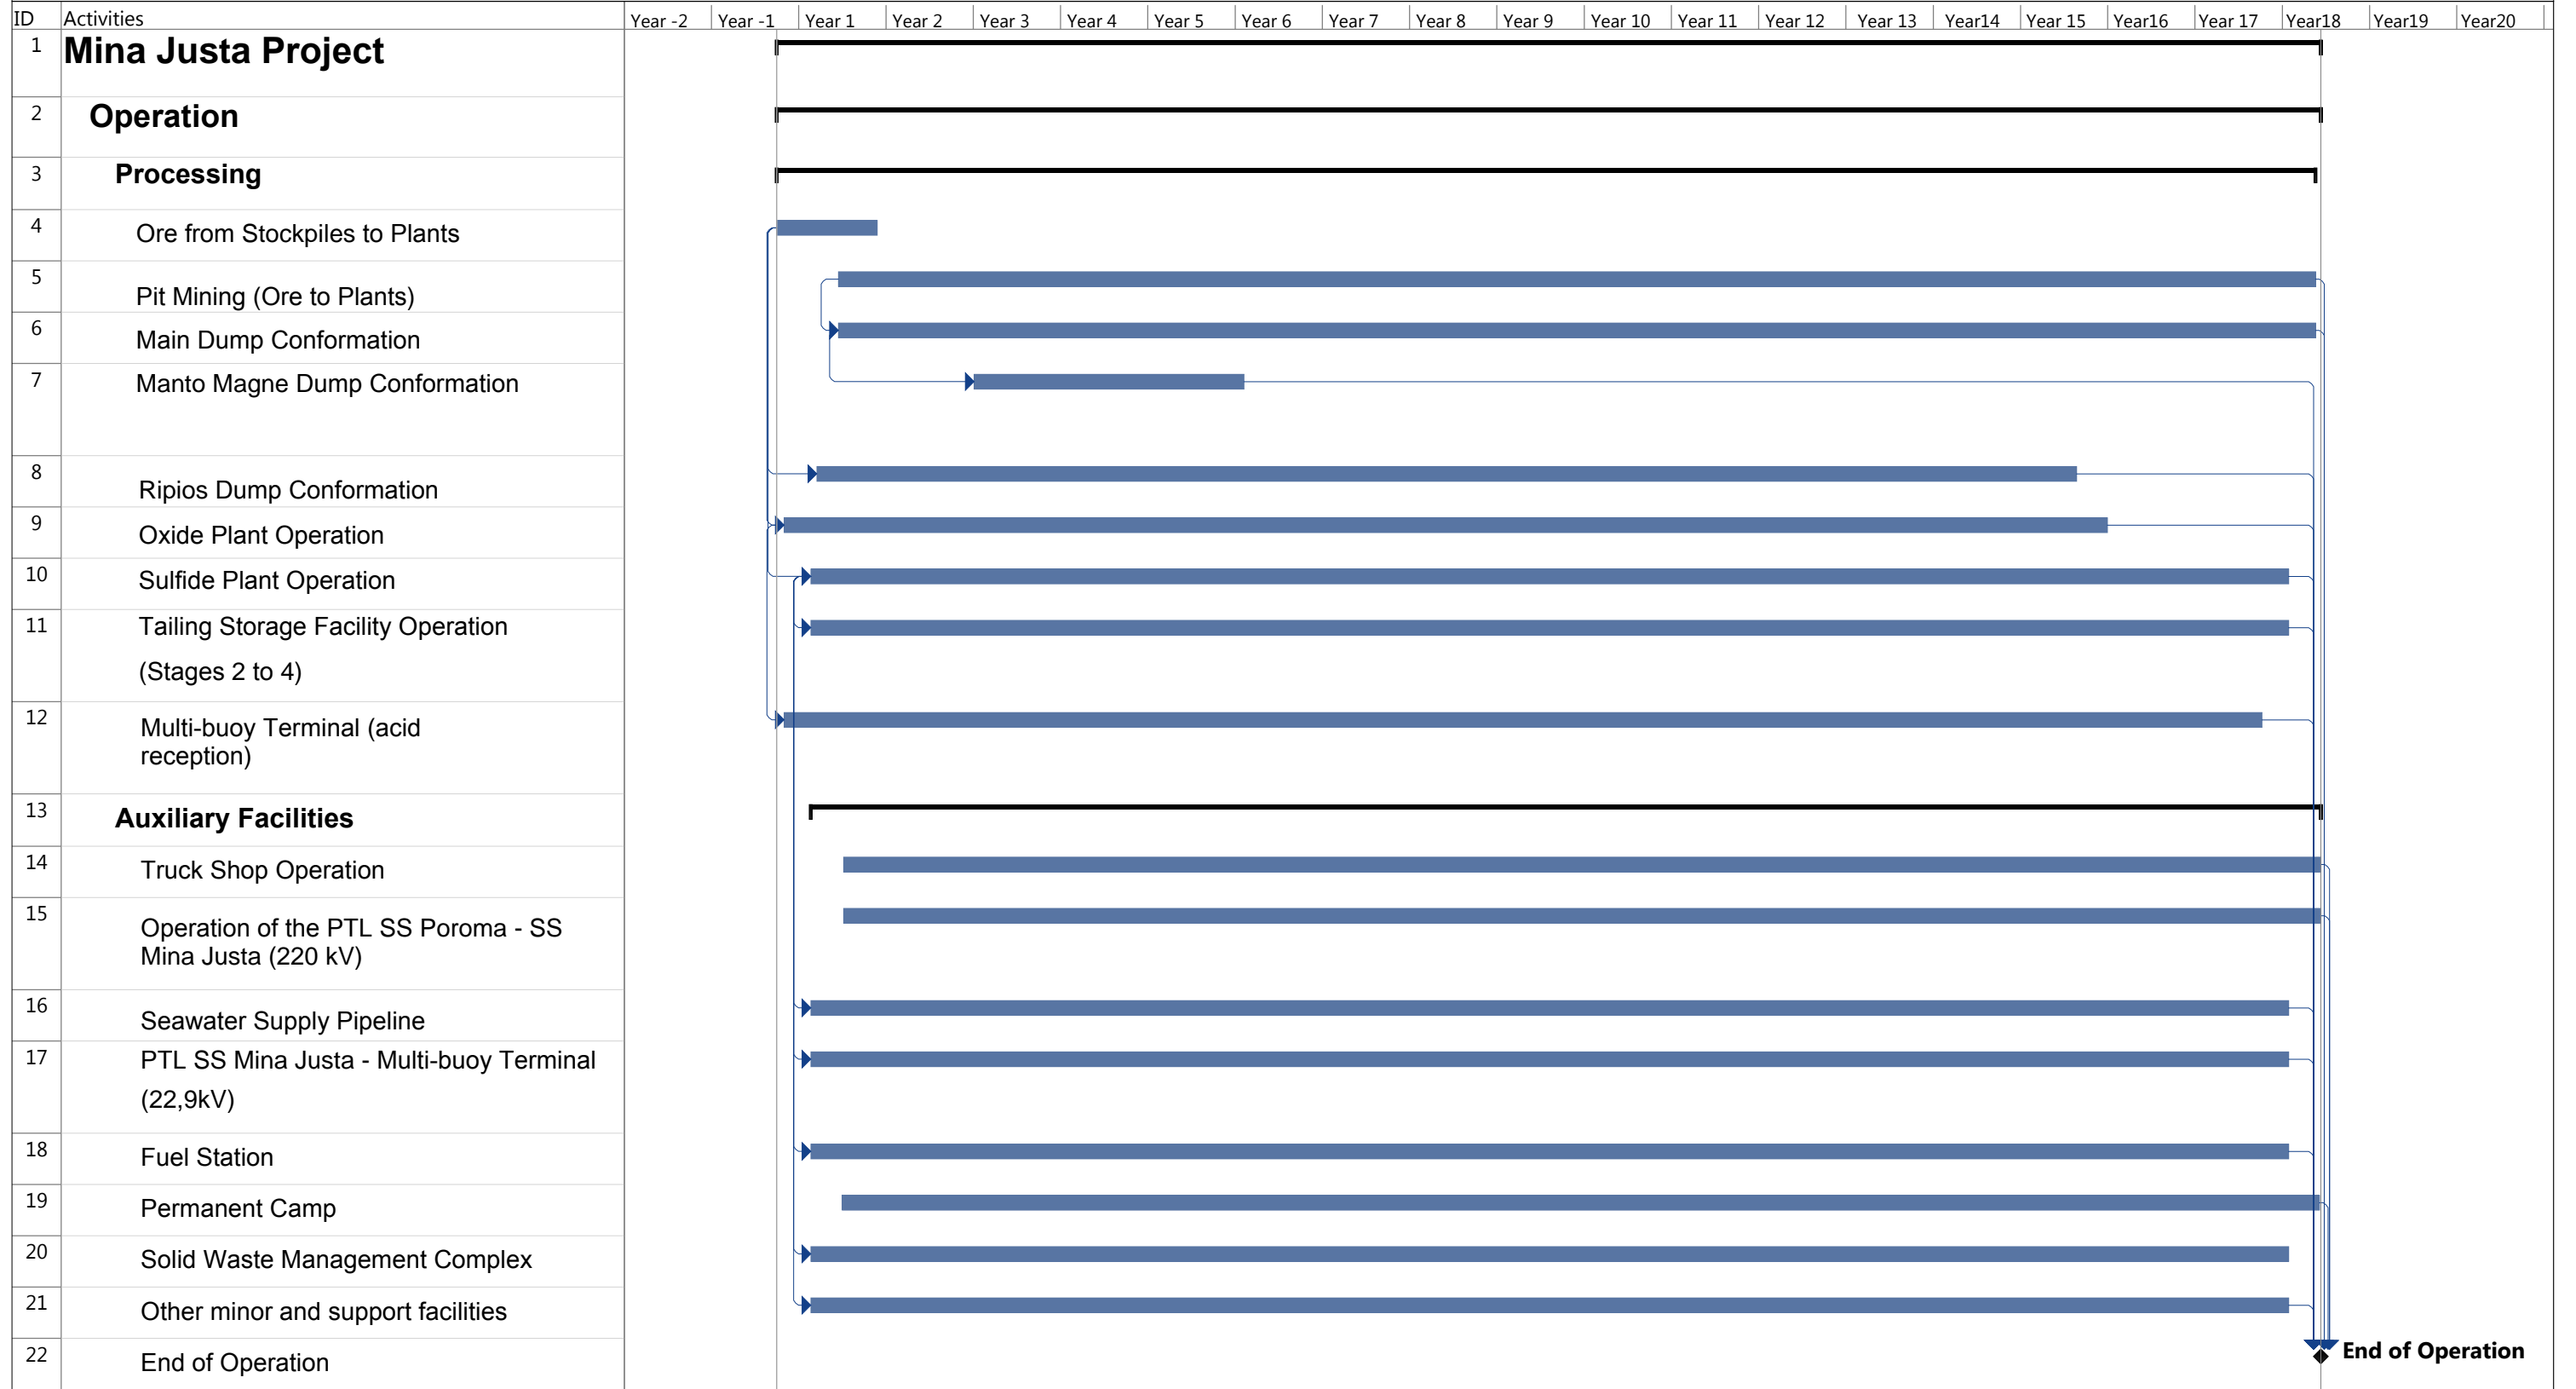 ID Activities Year -2 Year -1 Year 1 Year 2 Year 3 Year 4 Year 5 Year 6 Year 7 Year 8 Year 9 Year 10 Year 11 Year 12 Year 13 Year14 Year 15 Year16 Year 17 Year18 Year19 Year20
1 Mina Justa Project
2 Operation
3 Processing
4 Ore from Stockpiles to Plants
5 Pit Mining (Ore to Plants)
6 Main Dump Conformation
7 Manto Magne Dump Conformation
8 Ripios Dump Conformation
9 Oxide Plant Operation
10 Sulfide Plant Operation
11 Tailing Storage Facility Operation
(Stages 2 to 4)
12 Multi-buoy Terminal (acid
reception)
13 Auxiliary Facilities
14 Truck Shop Operation
15 Operation of the PTL SS Poroma - SS
Mina Justa (220 kV)
16 Seawater Supply Pipeline
17 PTL SS Mina Justa - Multi-buoy Terminal
(22,9kV)
18 Fuel Station
19 Permanent Camp
20 Solid Waste Management Complex
21 Other minor and support facilities
22 End of Operation End of Operation